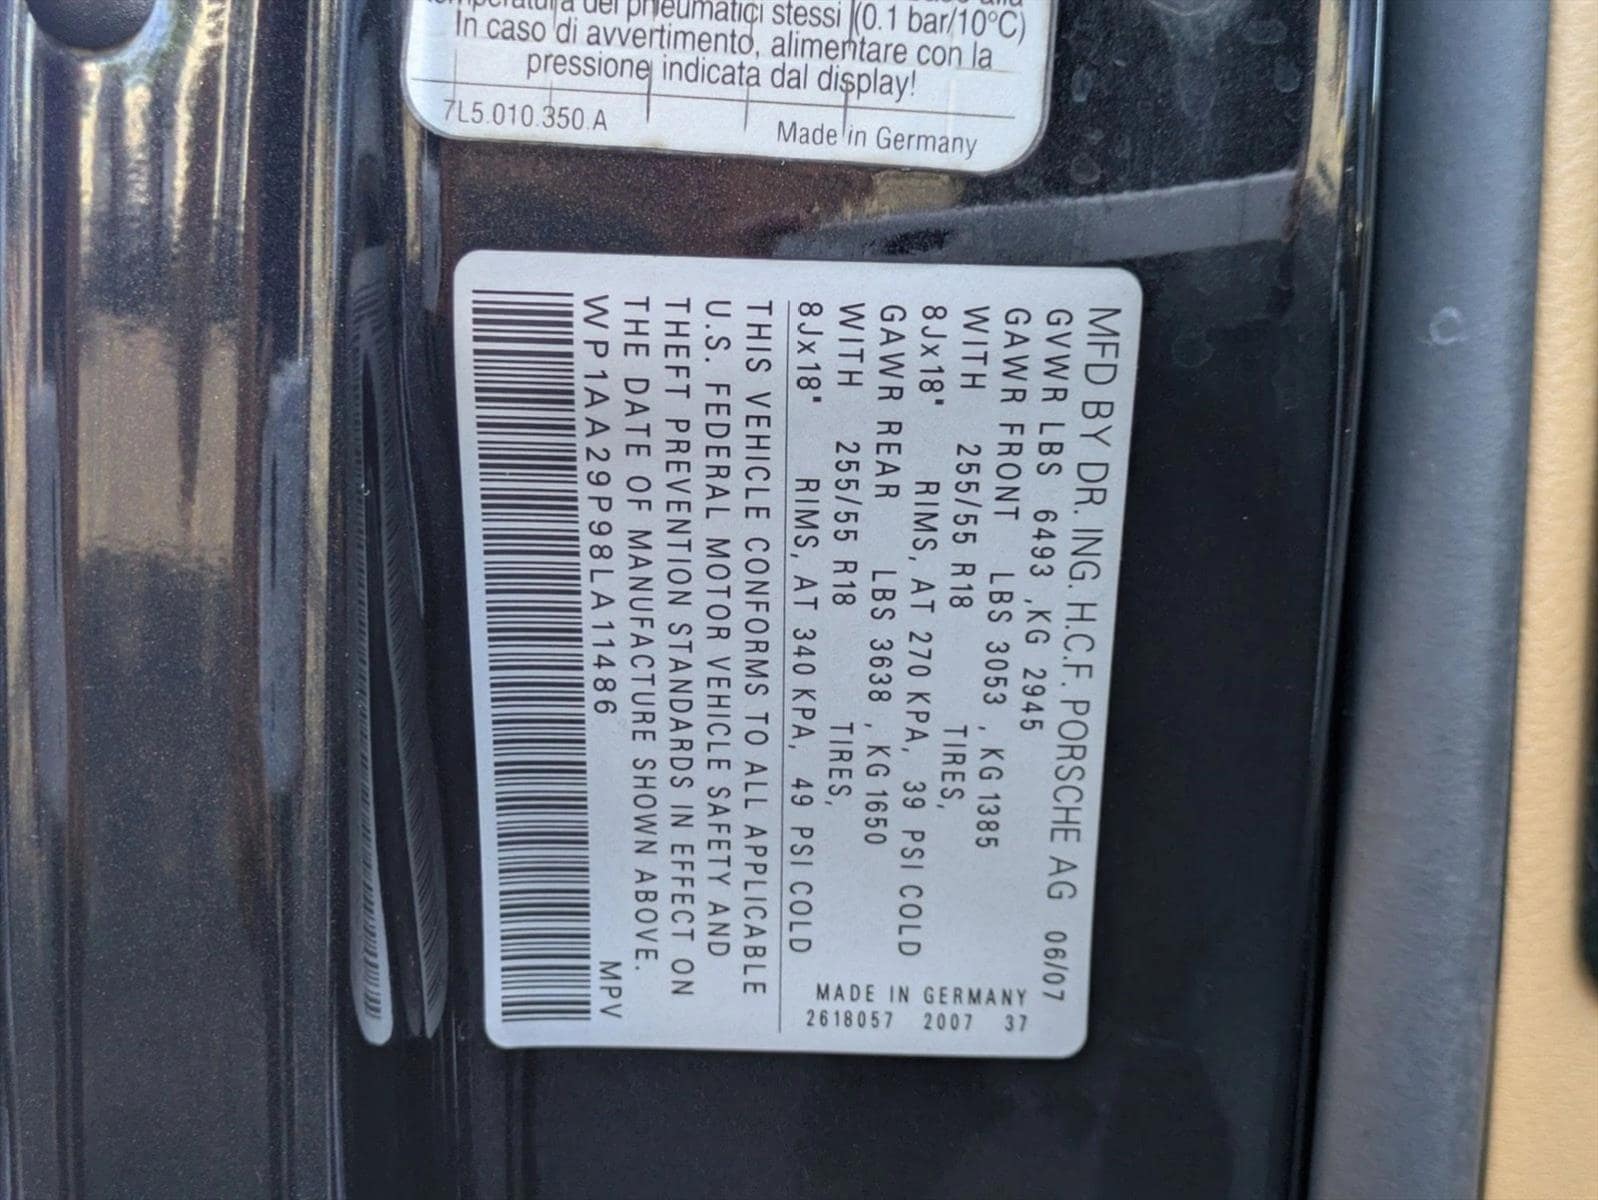 del pneumatici stessi (0.1 bar/10°C)
In caso di avvertimento, alimentare con la
pressione indicata dal display!
7L5.010.350.A Made in Germany
MFD BY DR. ING. H.C.F. PORSCHE AG 06/07
GVWR LBS 6493 ,KG 2945
GAWR FRONT LBS 3053 , KG 1385
WITH 255/55 R18 TIRES,
8Jx18" RIMS, AT 270 KPA, 39 PSI COLD
GAWR REAR LBS 3638 , KG 1650
WITH 255/55 R18 TIRES,
8Jx18" RIMS, AT 340 KPA, 49 PSI COLD
MADE IN GERMANY
2618057 2007 37
THIS VEHICLE CONFORMS TO ALL APPLICABLE
U.S. FEDERAL MOTOR VEHICLE SAFETY AND
THEFT PREVENTION STANDARDS IN EFFECT ON
THE DATE OF MANUFACTURE SHOWN ABOVE.
WP1AA29P98LA11486 MPV